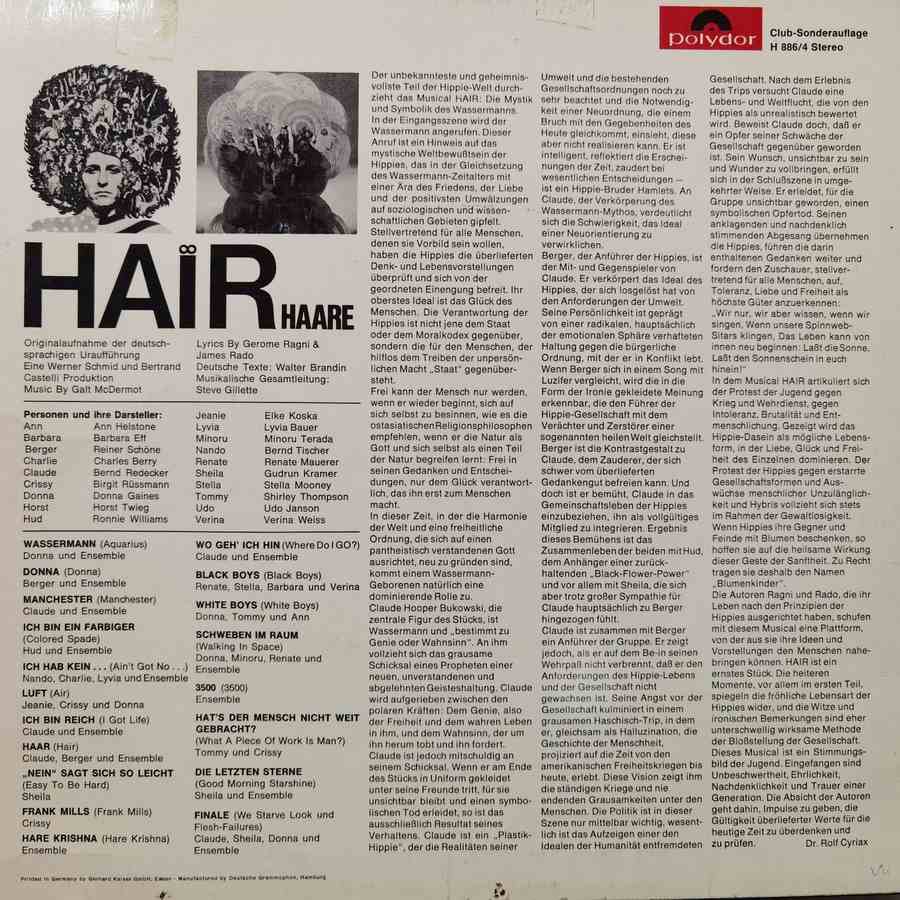 polydor
Club-Sonderauflage
H 886/4 Stereo
HAIR HAARE
Originalaufnahme der deutsch-
sprachigen Uraufführung
Eine Werner Schmid und Bertrand
Castelli Produktion
Music By Galt McDermot
Lyrics By Gerome Ragni &
James Rado
Deutsche Texte: Walter Brandin
Musikalische Gesamtleitung:
Steve Gillette
Personen und ihre Darsteller:
Ann Ann Helstone
Barbara Barbara Eff
Berger Reiner Schöne
Charlie Charles Berry
Claude Bernd Redecker
Crissy Birgit Rüssmann
Donna Donna Gaines
Horst Horst Twieg
Hud Ronnie Williams
Jeanie Elke Koska
Lyvia Lyvia Bauer
Minoru Minoru Terada
Nando Bernd Tischer
Renate Renate Mauerer
Sheila Gudrun Kramer
Stella Stella Mooney
Tommy Shirley Thompson
Udo Udo Janson
Verina Verina Weiss
WASSERMANN (Aquarius)
Donna und Ensemble
DONNA (Donna)
Berger und Ensemble
MANCHESTER (Manchester)
Claude und Ensemble
ICH BIN EIN FARBIGER
(Colored Spade)
Hud und Ensemble
ICH HAB KEIN ... (Ain't Got No ...)
Nando, Charlie, Lyvia und Ensemble
LUFT (Air)
Jeanie, Crissy und Donna
ICH BIN REICH (I Got Life)
Claude und Ensemble
HAAR (Hair)
Claude, Berger und Ensemble
„NEIN“ SAGT SICH SO LEICHT
(Easy To Be Hard)
Sheila
FRANK MILLS (Frank Mills)
Crissy
HARE KRISHNA (Hare Krishna)
Ensemble
WO GEH' ICH HIN (Where Do I GO?)
Claude und Ensemble
BLACK BOYS (Black Boys)
Renate, Stella, Barbara und Verina
WHITE BOYS (White Boys)
Donna, Tommy und Ann
SCHWEBEN IM RAUM
(Walking In Space)
Donna, Minoru, Renate und
Ensemble
3500 (3500)
Ensemble
HAT'S DER MENSCH NICHT WEIT
GEBRACHT?
(What A Piece Of Work Is Man?)
Tommy und Crissy
DIE LETZTEN STERNE
(Good Morning Starshine)
Sheila und Ensemble
FINALE (We Starve Look und
Flesh-Failures)
Claude, Sheila, Donna und
Ensemble
Der unbekannteste und geheimnis-
vollste Teil der Hippie-Welt durch-
zieht das Musical HAIR: Die Mystik
und Symbolik des Wassermanns.
In der Eingangsszene wird der
Wassermann angerufen. Dieser
Anruf ist ein Hinweis auf das
mystische Weltbewußtsein der
Hippies, das in der Gleichsetzung
des Wassermann-Zeitalters mit
einer Ära des Friedens, der Liebe
und der positivsten Umwälzungen
auf soziologischen und wissen-
schaftlichen Gebieten gipfelt.
Stellvertretend für alle Menschen,
denen sie Vorbild sein wollen,
haben die Hippies die überlieferten
Denk- und Lebensvorstellungen
überprüft und sich von der
geordneten Einengung befreit. Ihr
oberstes Ideal ist das Glück des
Menschen. Die Verantwortung der
Hippies ist nicht jene dem Staat
oder dem Moralkodex gegenüber,
sondern die für den Menschen, der
hilflos dem Treiben der unpersön-
lichen Macht „Staat“ gegenüber-
steht.
Frei kann der Mensch nur werden,
wenn er wieder beginnt, sich auf
sich selbst zu besinnen, wie es die
ostasiatischen Religionsphilosophen
empfehlen, wenn er die Natur als
Gott und sich selbst als einen Teil
der Natur begreifen lernt: Frei in
seinen Gedanken und Entschei-
dungen, nur dem Glück verantwort-
lich, das ihn erst zum Menschen
macht.
In dieser Zeit, in der die Harmonie
der Welt und eine freiheitliche
Ordnung, die sich auf einen
pantheistisch verstandenen Gott
ausrichtet, neu zu gründen sind,
kommt einem Wassermann-
Geborenen natürlich eine
dominierende Rolle zu.
Claude Hooper Bukowski, die
zentrale Figur des Stücks, ist
Wassermann und „bestimmt zu
Genie oder Wahnsinn“. An ihm
vollzieht sich das grausame
Schicksal eines Propheten einer
neuen, unverstandenen und
abgelehnten Geisteshaltung. Claude
wird aufgerieben zwischen den
polaren Kräften: Dem Genie, also
der Freiheit und dem wahren Leben
in ihm, und dem Wahnsinn, der um
ihn herum tobt und ihn fordert.
Claude ist jedoch mitschuldig an
seinem Schicksal. Wenn er am Ende
des Stücks in Uniform gekleidet
unter seine Freunde tritt, für sie
unsichtbar bleibt und einen symbo-
lischen Tod erleidet, so ist das
ausschließlich Resultat seines
Verhaltens. Claude ist ein „Plastik-
Hippie“, der die Realitäten seiner
Umwelt und die bestehenden
Gesellschaftsordnungen noch zu
sehr beachtet und die Notwendig-
keit einer Neuordnung, die einem
Bruch mit den Gegebenheiten des
Heute gleichkommt, einsieht, diese
aber nicht realisieren kann. Er ist
intelligent, reflektiert die Erschei-
nungen der Zeit, zaudert bei
wesentlichen Entscheidungen –
ist ein Hippie-Bruder Hamlets. An
Claude, der Verkörperung des
Wassermann-Mythos, verdeutlicht
sich die Schwierigkeit, das Ideal
einer Neuorientierung zu
verwirklichen.
Berger, der Anführer der Hippies, ist
der Mit- und Gegenspieler von
Claude. Er verkörpert das Ideal des
Hippies, der sich losgelöst hat von
den Anforderungen der Umwelt.
Seine Persönlichkeit ist geprägt
von einer radikalen, hauptsächlich
der emotionalen Sphäre verhafteten
Haltung gegen die bürgerliche
Ordnung, mit der er in Konflikt lebt.
Wenn Berger sich in einem Song mit
Luzifer vergleicht, wird die in die
Form der Ironie gekleidete Meinung
erkennbar, die den Führer der
Hippie-Gesellschaft mit dem
Verächter und Zerstörer einer
sogenannten heilen Welt gleichstellt.
Berger ist die Kontrastgestalt zu
Claude, dem Zauderer, der sich
schwer vom überlieferten
Gedankengut befreien kann. Und
doch ist er bemüht, Claude in das
Gemeinschaftsleben der Hippies
einzubeziehen, ihn als vollgültiges
Mitglied zu integrieren. Ergebnis
dieses Bemühens ist das
Zusammenleben der beiden mit Hud,
dem Anhänger einer zurück-
haltenden „Black-Flower-Power“
und vor allem mit Sheila, die sich
aber trotz großer Sympathie für
Claude hauptsächlich zu Berger
hingezogen fühlt.
Claude ist zusammen mit Berger
ein Anführer der Gruppe. Er zeigt
jedoch, als er auf dem Be-in seinen
Wehrpaß nicht verbrennt, daß er den
Anforderungen des Hippie-Lebens
und der Gesellschaft nicht
gewachsen ist. Seine Angst vor der
Gesellschaft kulminiert in einem
grausamen Haschisch-Trip, in dem
er, gleichsam als Halluzination, die
Geschichte der Menschheit,
projiziert auf die Zeit von den
amerikanischen Freiheitskriegen bis
heute, erlebt. Diese Vision zeigt ihm
die ständigen Kriege und nie
endenden Grausamkeiten unter den
Menschen. Die Politik ist in dieser
Szene nur mittelbar wichtig, wesent-
lich ist das Aufzeigen einer den
Idealen der Humanität entfremdeten
Gesellschaft. Nach dem Erlebnis
des Trips versucht Claude eine
Lebens- und Weltflucht, die von den
Hippies als unrealistisch bewertet
wird. Beweist Claude doch, daß er
ein Opfer seiner Schwäche der
Gesellschaft gegenüber geworden
ist. Sein Wunsch, unsichtbar zu sein
und Wunder zu vollbringen, erfüllt
sich in der Schlußszene in umge-
kehrter Weise. Er erleidet, für die
Gruppe unsichtbar geworden, einen
symbolischen Opfertod. Seinen
anklagenden und nachdenklich
stimmenden Abgesang übernehmen
die Hippies, führen die darin
enthaltenen Gedanken weiter und
fordern den Zuschauer, stellver-
tretend für alle Menschen, auf,
Toleranz, Liebe und Freiheit als
höchste Güter anzuerkennen:
„Wir nur, wir aber wissen, wenn wir
singen, Wenn unsere Spinnweb-
Sitars klingen, Das Leben kann von
innen neu beginnen: Laßt die Sonne,
Laßt den Sonnenschein in euch
hinein!“
In dem Musical HAIR artikuliert sich
der Protest der Jugend gegen
Krieg und Wehrdienst, gegen
Intoleranz, Brutalität und Ent-
menschlichung. Gezeigt wird das
Hippie-Dasein als mögliche Lebens-
form, in der Liebe, Glück und Frei-
heit des Einzelnen dominieren. Der
Protest der Hippies gegen erstarrte
Gesellschaftsformen und Aus-
wüchse menschlicher Unzulänglich-
keit und Hybris vollzieht sich stets
im Rahmen der Gewaltlosigkeit.
Wenn Hippies ihre Gegner und
Feinde mit Blumen beschenken, so
hoffen sie auf die heilsame Wirkung
dieser Geste der Sanftheit. Zu Recht
tragen sie deshalb den Namen
„Blumenkinder“.
Die Autoren Ragni und Rado, die ihr
Leben nach den Prinzipien der
Hippies ausgerichtet haben, schufen
mit diesem Musical eine Plattform,
von der aus sie ihre Ideen und
Vorstellungen den Menschen nahe-
bringen können. HAIR ist ein
ernstes Stück. Die heiteren
Momente, vor allem im ersten Teil,
spiegeln die fröhliche Lebensart der
Hippies wider, und die Witze und
ironischen Bemerkungen sind eher
unterschwellig wirksame Methode
der Bloßstellung der Gesellschaft.
Dieses Musical ist ein Stimmungs-
bild der Jugend. Eingefangen sind
Unbeschwertheit, Ehrlichkeit,
Nachdenklichkeit und Trauer einer
Generation. Die Absicht der Autoren
geht dahin, Impulse zu geben, die
Gültigkeit überlieferter Werte für die
heutige Zeit zu überdenken und
zu prüfen. Dr. Rolf Cyriax
Printed in Germany by Gerhard Kaiser GmbH, Essen - Manufactured by Deutsche Grammophon, Hamburg